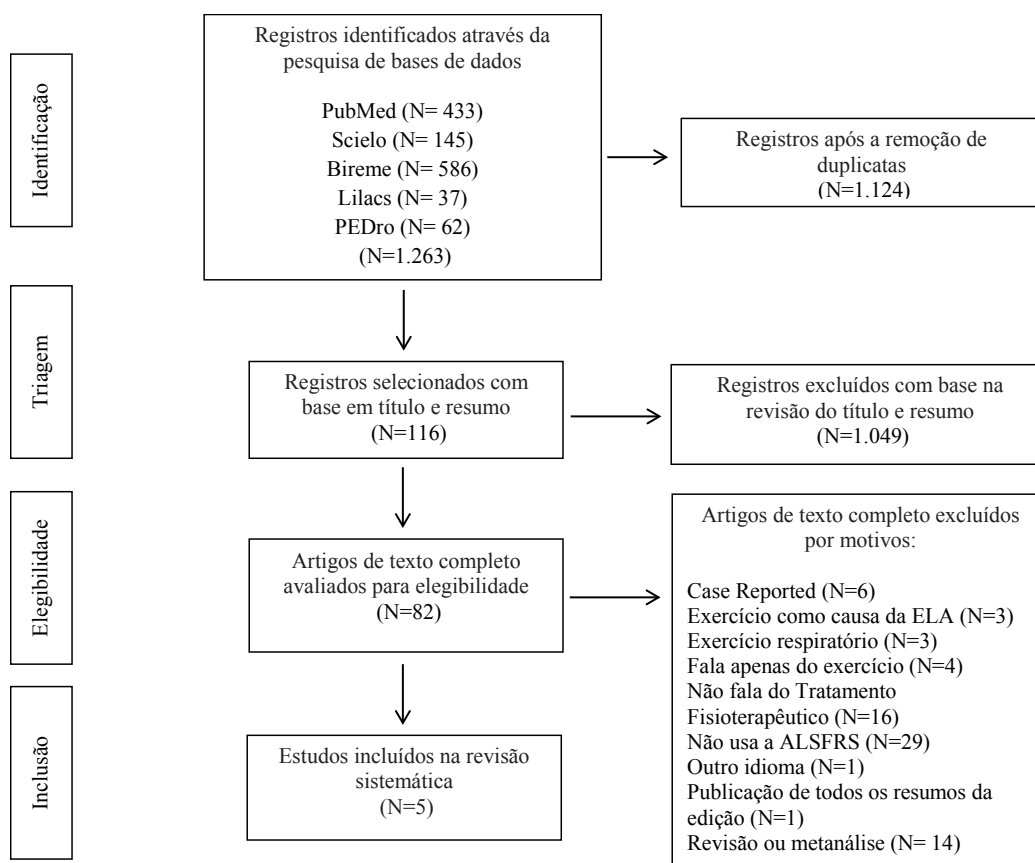 Identificação
Registros identificados através da
pesquisa de bases de dados
PubMed (N= 433)
Scielo (N= 145)
Bireme (N= 586)
Lilacs (N= 37)
PEDro (N= 62)
(N=1.263)
Registros após a remoção de
duplicatas
(N=1.124)
Triagem
Registros selecionados com
base em título e resumo
(N=116)
Registros excluídos com base na
revisão do título e resumo
(N=1.049)
Elegibilidade
Artigos de texto completo
avaliados para elegibilidade
(N=82)
Artigos de texto completo excluídos
por motivos:
Case Reported (N=6)
Exercício como causa da ELA (N=3)
Exercício respiratório (N=3)
Fala apenas do exercício (N=4)
Não fala do Tratamento
Fisioterapêutico (N=16)
Não usa a ALSFRS (N=29)
Outro idioma (N=1)
Publicação de todos os resumos da
edição (N=1)
Revisão ou metanálise (N= 14)
Inclusão
Estudos incluídos na revisão
sistemática
(N=5)